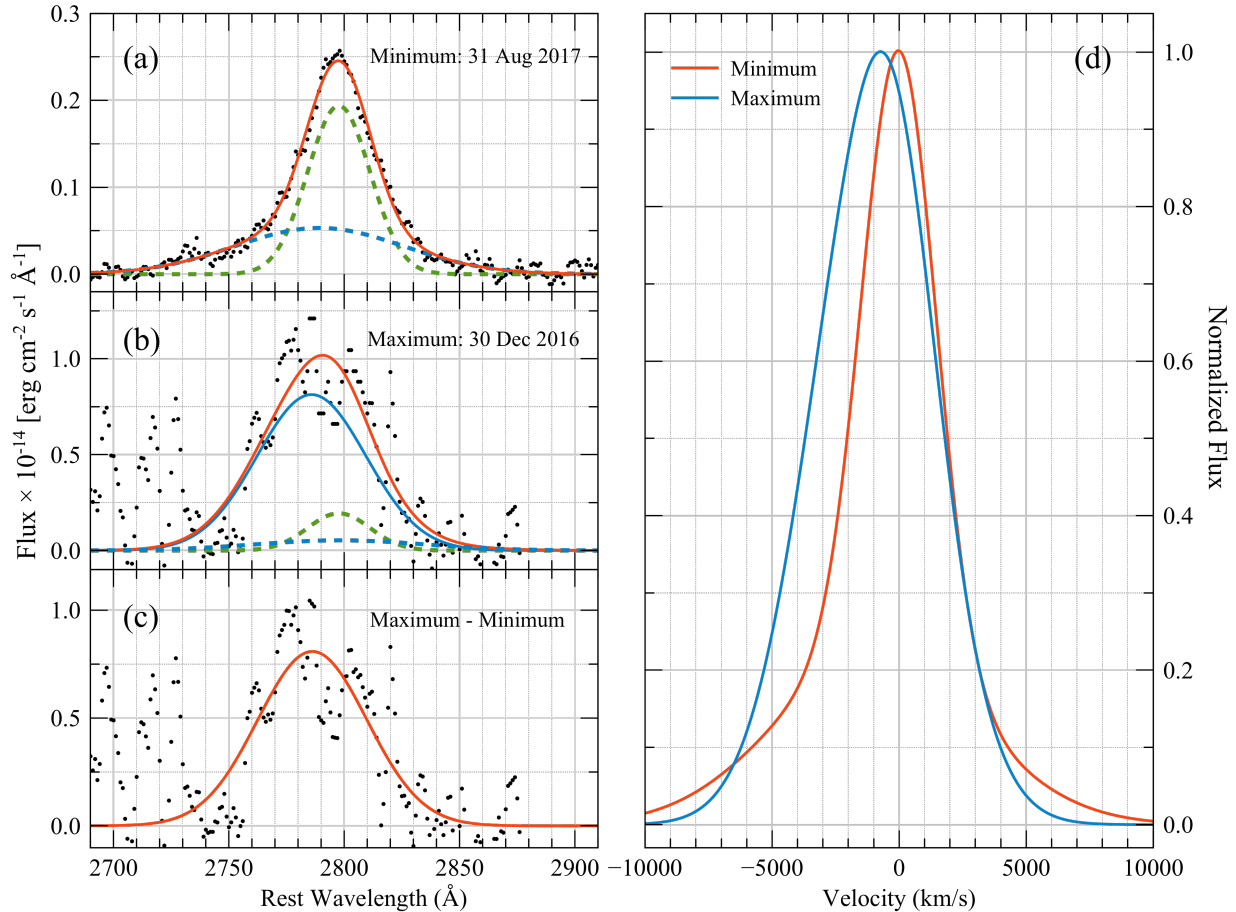 0.3
0.2
0.1
0.0
(a)
Minimum: 31 Aug 2017
1.0
0.5
0.0
(b)
Maximum: 30 Dec 2016
1.0
0.5
0.0
(c)
Maximum - Minimum
Flux × 10⁻¹⁴ [erg cm⁻² s⁻¹ Å⁻¹]
2700 2750 2800 2850 2900
Rest Wavelength (Å)
(d)
Minimum
Maximum
1.0
0.8
0.6
0.4
0.2
0.0
Normalized Flux
−10000 −5000 0 5000 10000
Velocity (km/s)